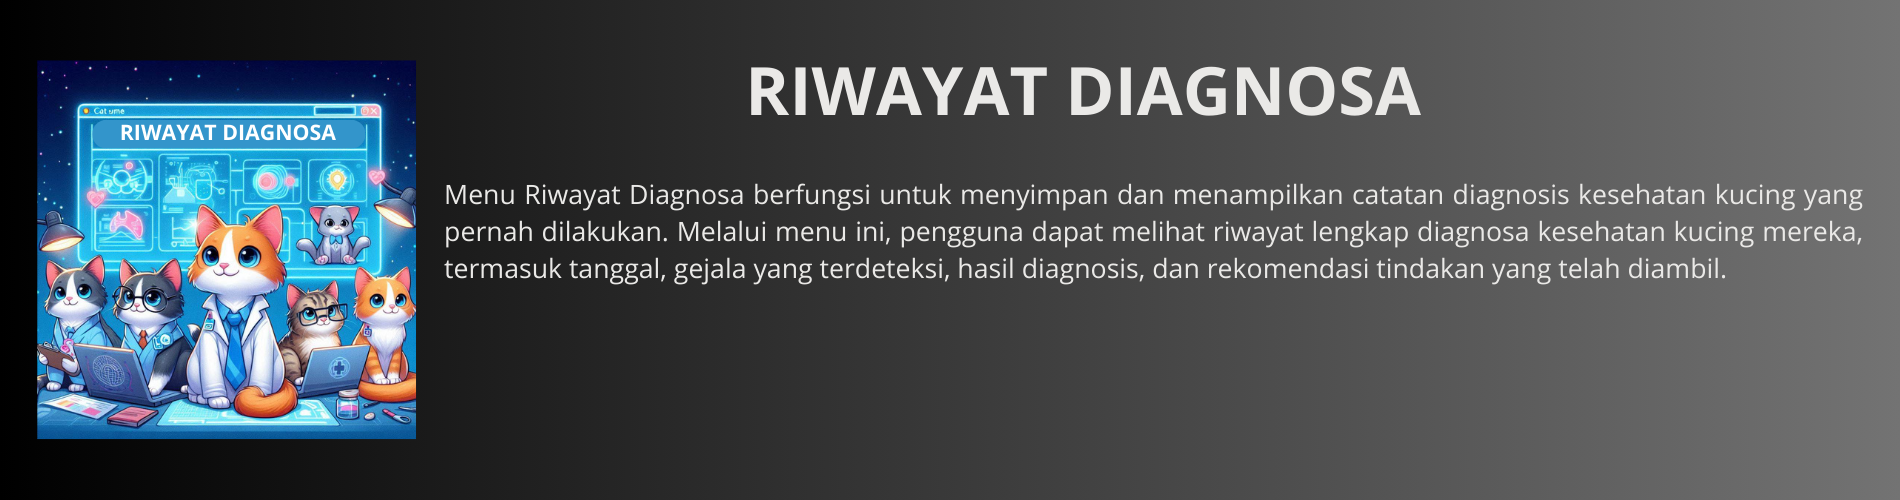 RIWAYAT DIAGNOSA
Cat
RIWAYAT DIAGNOSA
Menu Riwayat Diagnosa berfungsi untuk menyimpan dan menampilkan catatan diagnosis kesehatan kucing yang
pernah dilakukan. Melalui menu ini, pengguna dapat melihat riwayat lengkap diagnosa kesehatan kucing mereka,
termasuk tanggal, gejala yang terdeteksi, hasil diagnosis, dan rekomendasi tindakan yang telah diambil.